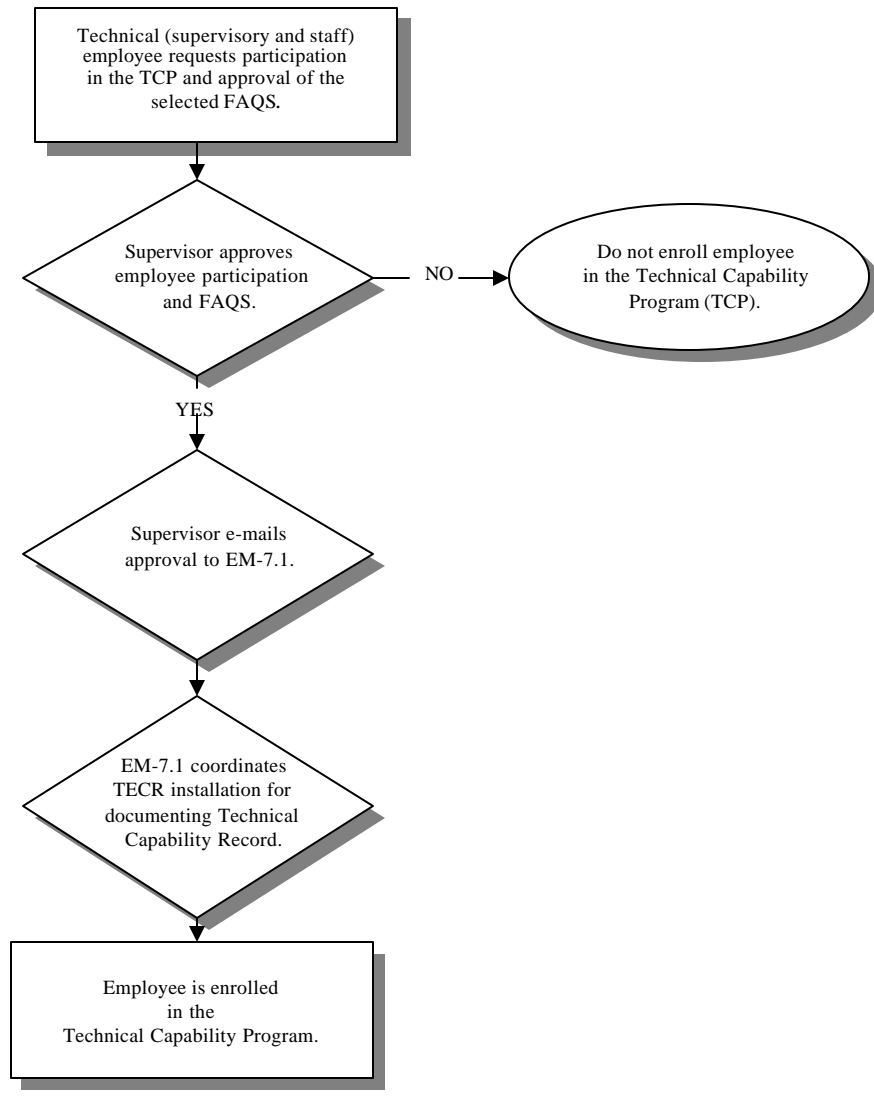 Technical (supervisory and staff)
employee requests participation
in the TCP and approval of the
selected FAQS.
Supervisor approves
employee participation
and FAQS.
NO
Do not enroll employee
in the Technical Capability
Program (TCP).
YES
Supervisor e-mails
approval to EM-7.1.
EM-7.1 coordinates
TECR installation for
documenting Technical
Capability Record.
Employee is enrolled
in the
Technical Capability Program.